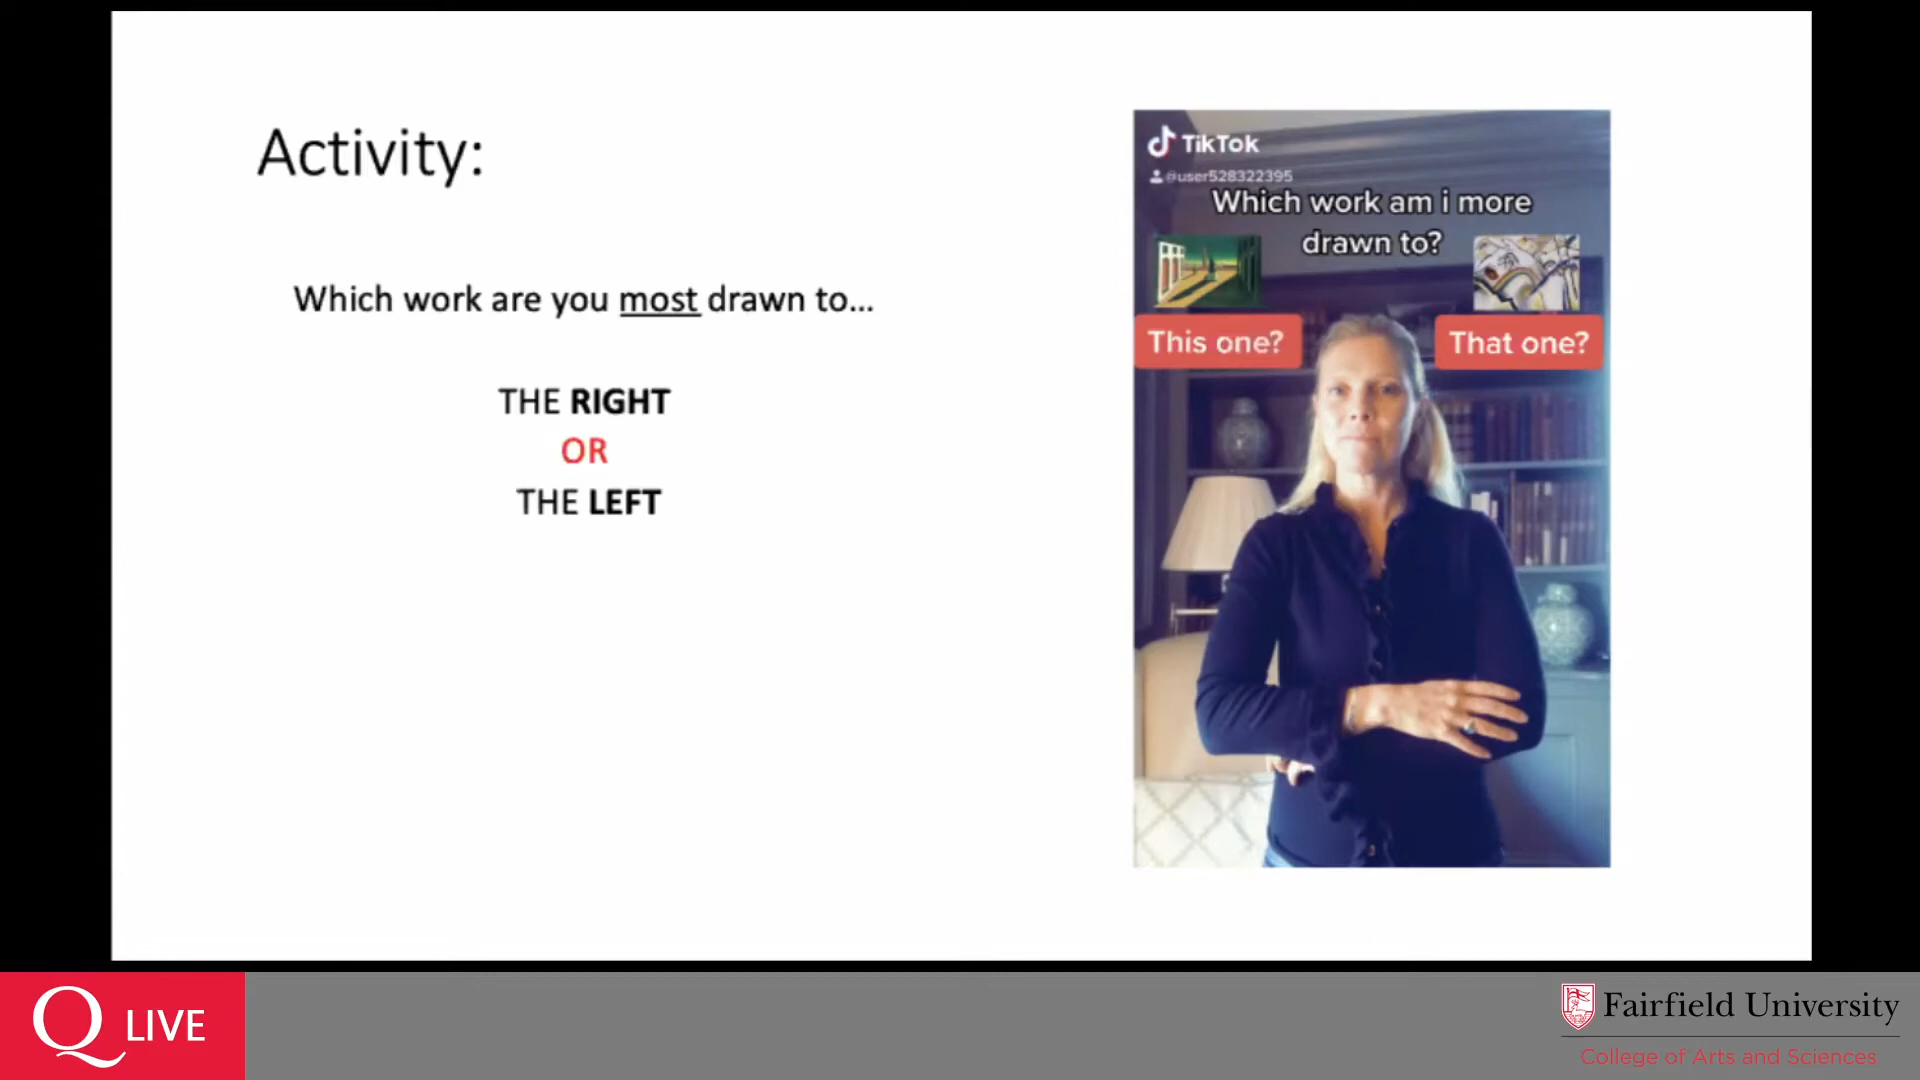 Activity:
Which work are you most drawn to...
THE RIGHT
OR
THE LEFT
TikTok
@user528322395
Which work am i more
drawn to?
This one?
That one?
Q LIVE
Fairfield University
College of Arts and Sciences